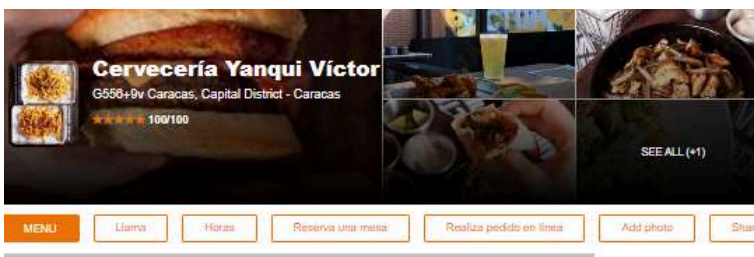 Cervecería Yanqui Víctor
G556+9v Caracas, Capital District - Caracas
100/100
SEE ALL (+1)
MENU
Llama
Horas
Reserva una mesa
Realiza pedido en línea
Add photo
Shar